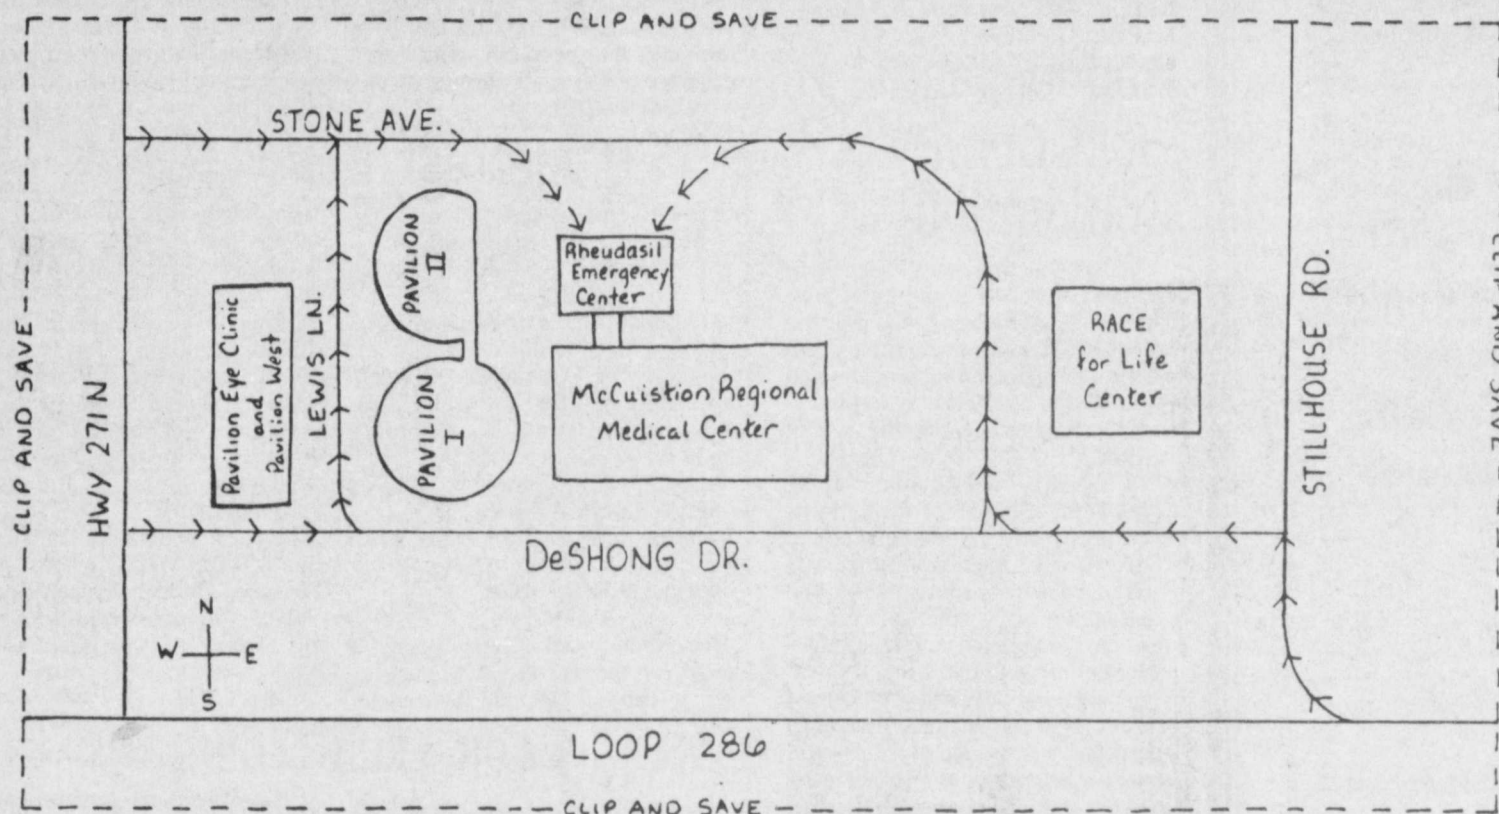 CLIP AND SAVE
STONE AVE.
PAVILION
II
Rheudasil
Emergency
Center
Pavilion Eye Clinic
and
Pavilion West
LEWIS LN.
HWY 271 N
CLIP AND SAVE
PAVILION
I
McCuistion Regional
Medical Center
RACE
for Life
Center
STILLHOUSE RD.
DeSHONG DR.
N
W E
S
LOOP 286
CLIP AND SAVE